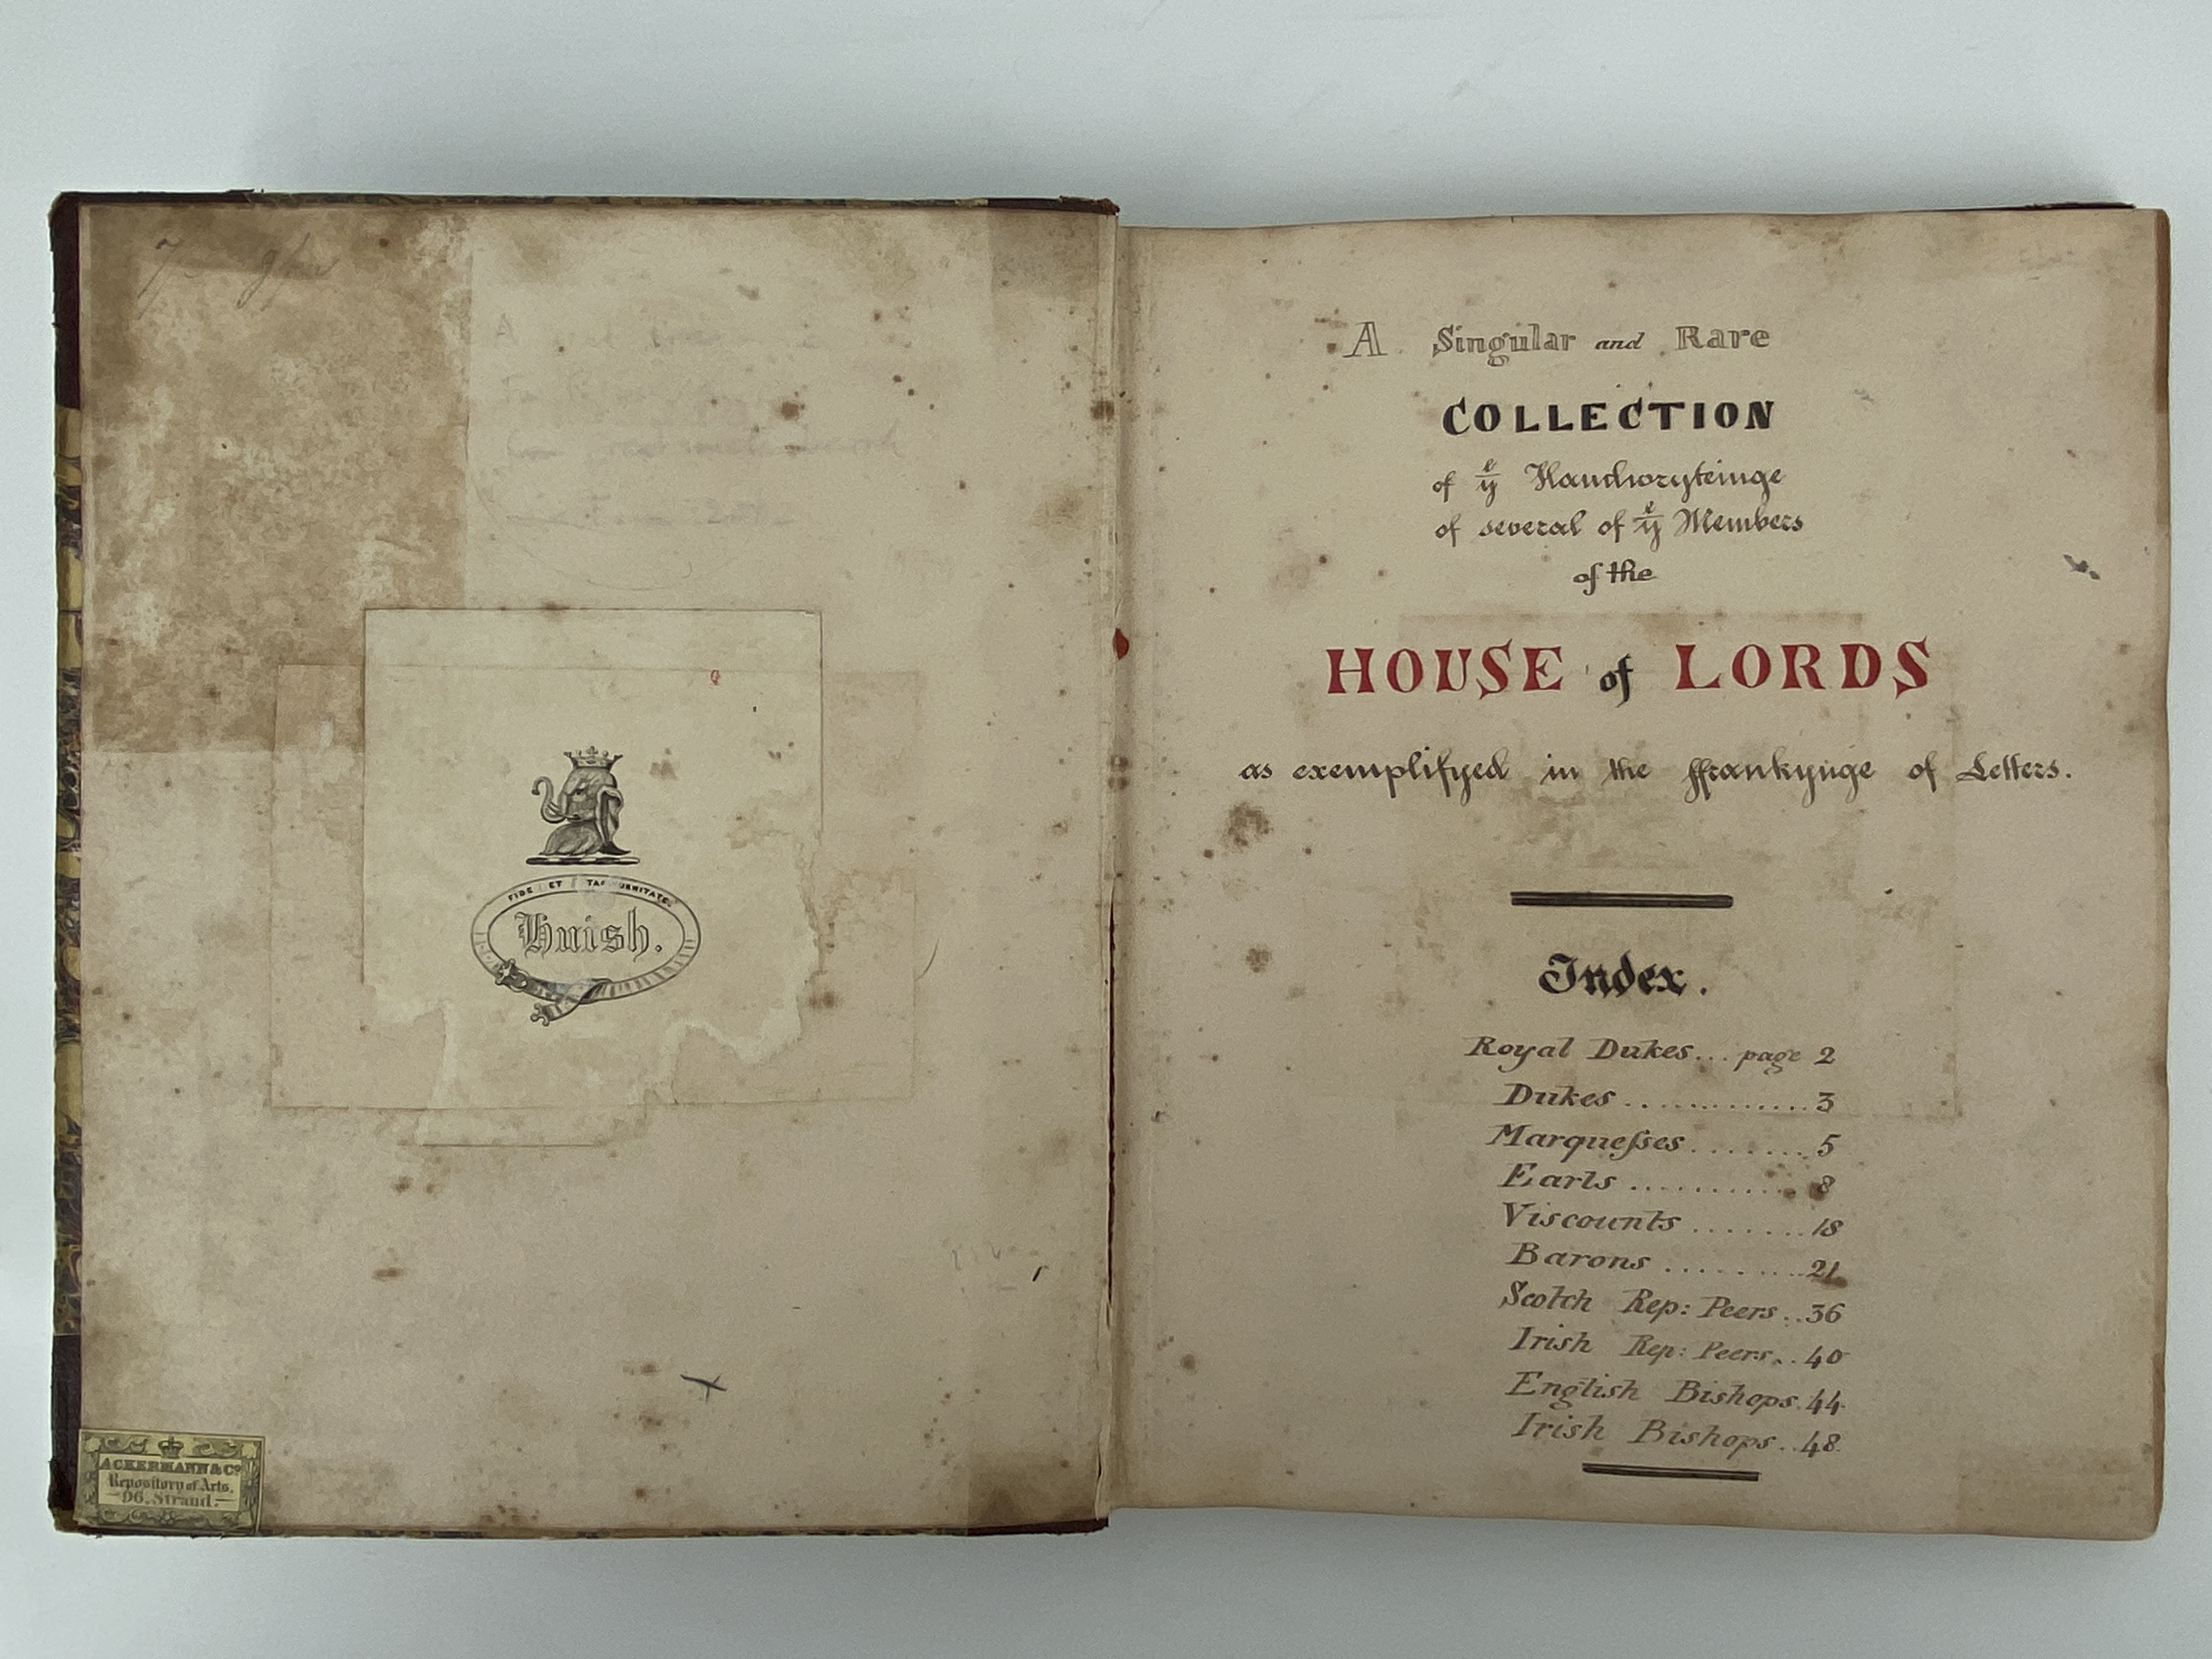 FIDE ET TACITURNITATE.
Huish.
ACKERMANN & Co
Repository of Arts,
96, Strand.
A Singular and Rare
COLLECTION
of ye Handwryteinge
of several of ye Members
of the
HOUSE of LORDS
as exemplifyed in the ffrankynge of Letters.
Index.
Royal Dukes... page 2
Dukes .............. 3
Marqueſses ........ 5
Earls ............ 8
Viscounts ....... 18
Barons .......... 21
Scotch Rep: Peers .. 36
Irish Rep: Peers .. 40
English Bishops . 44
Irish Bishops .. 48